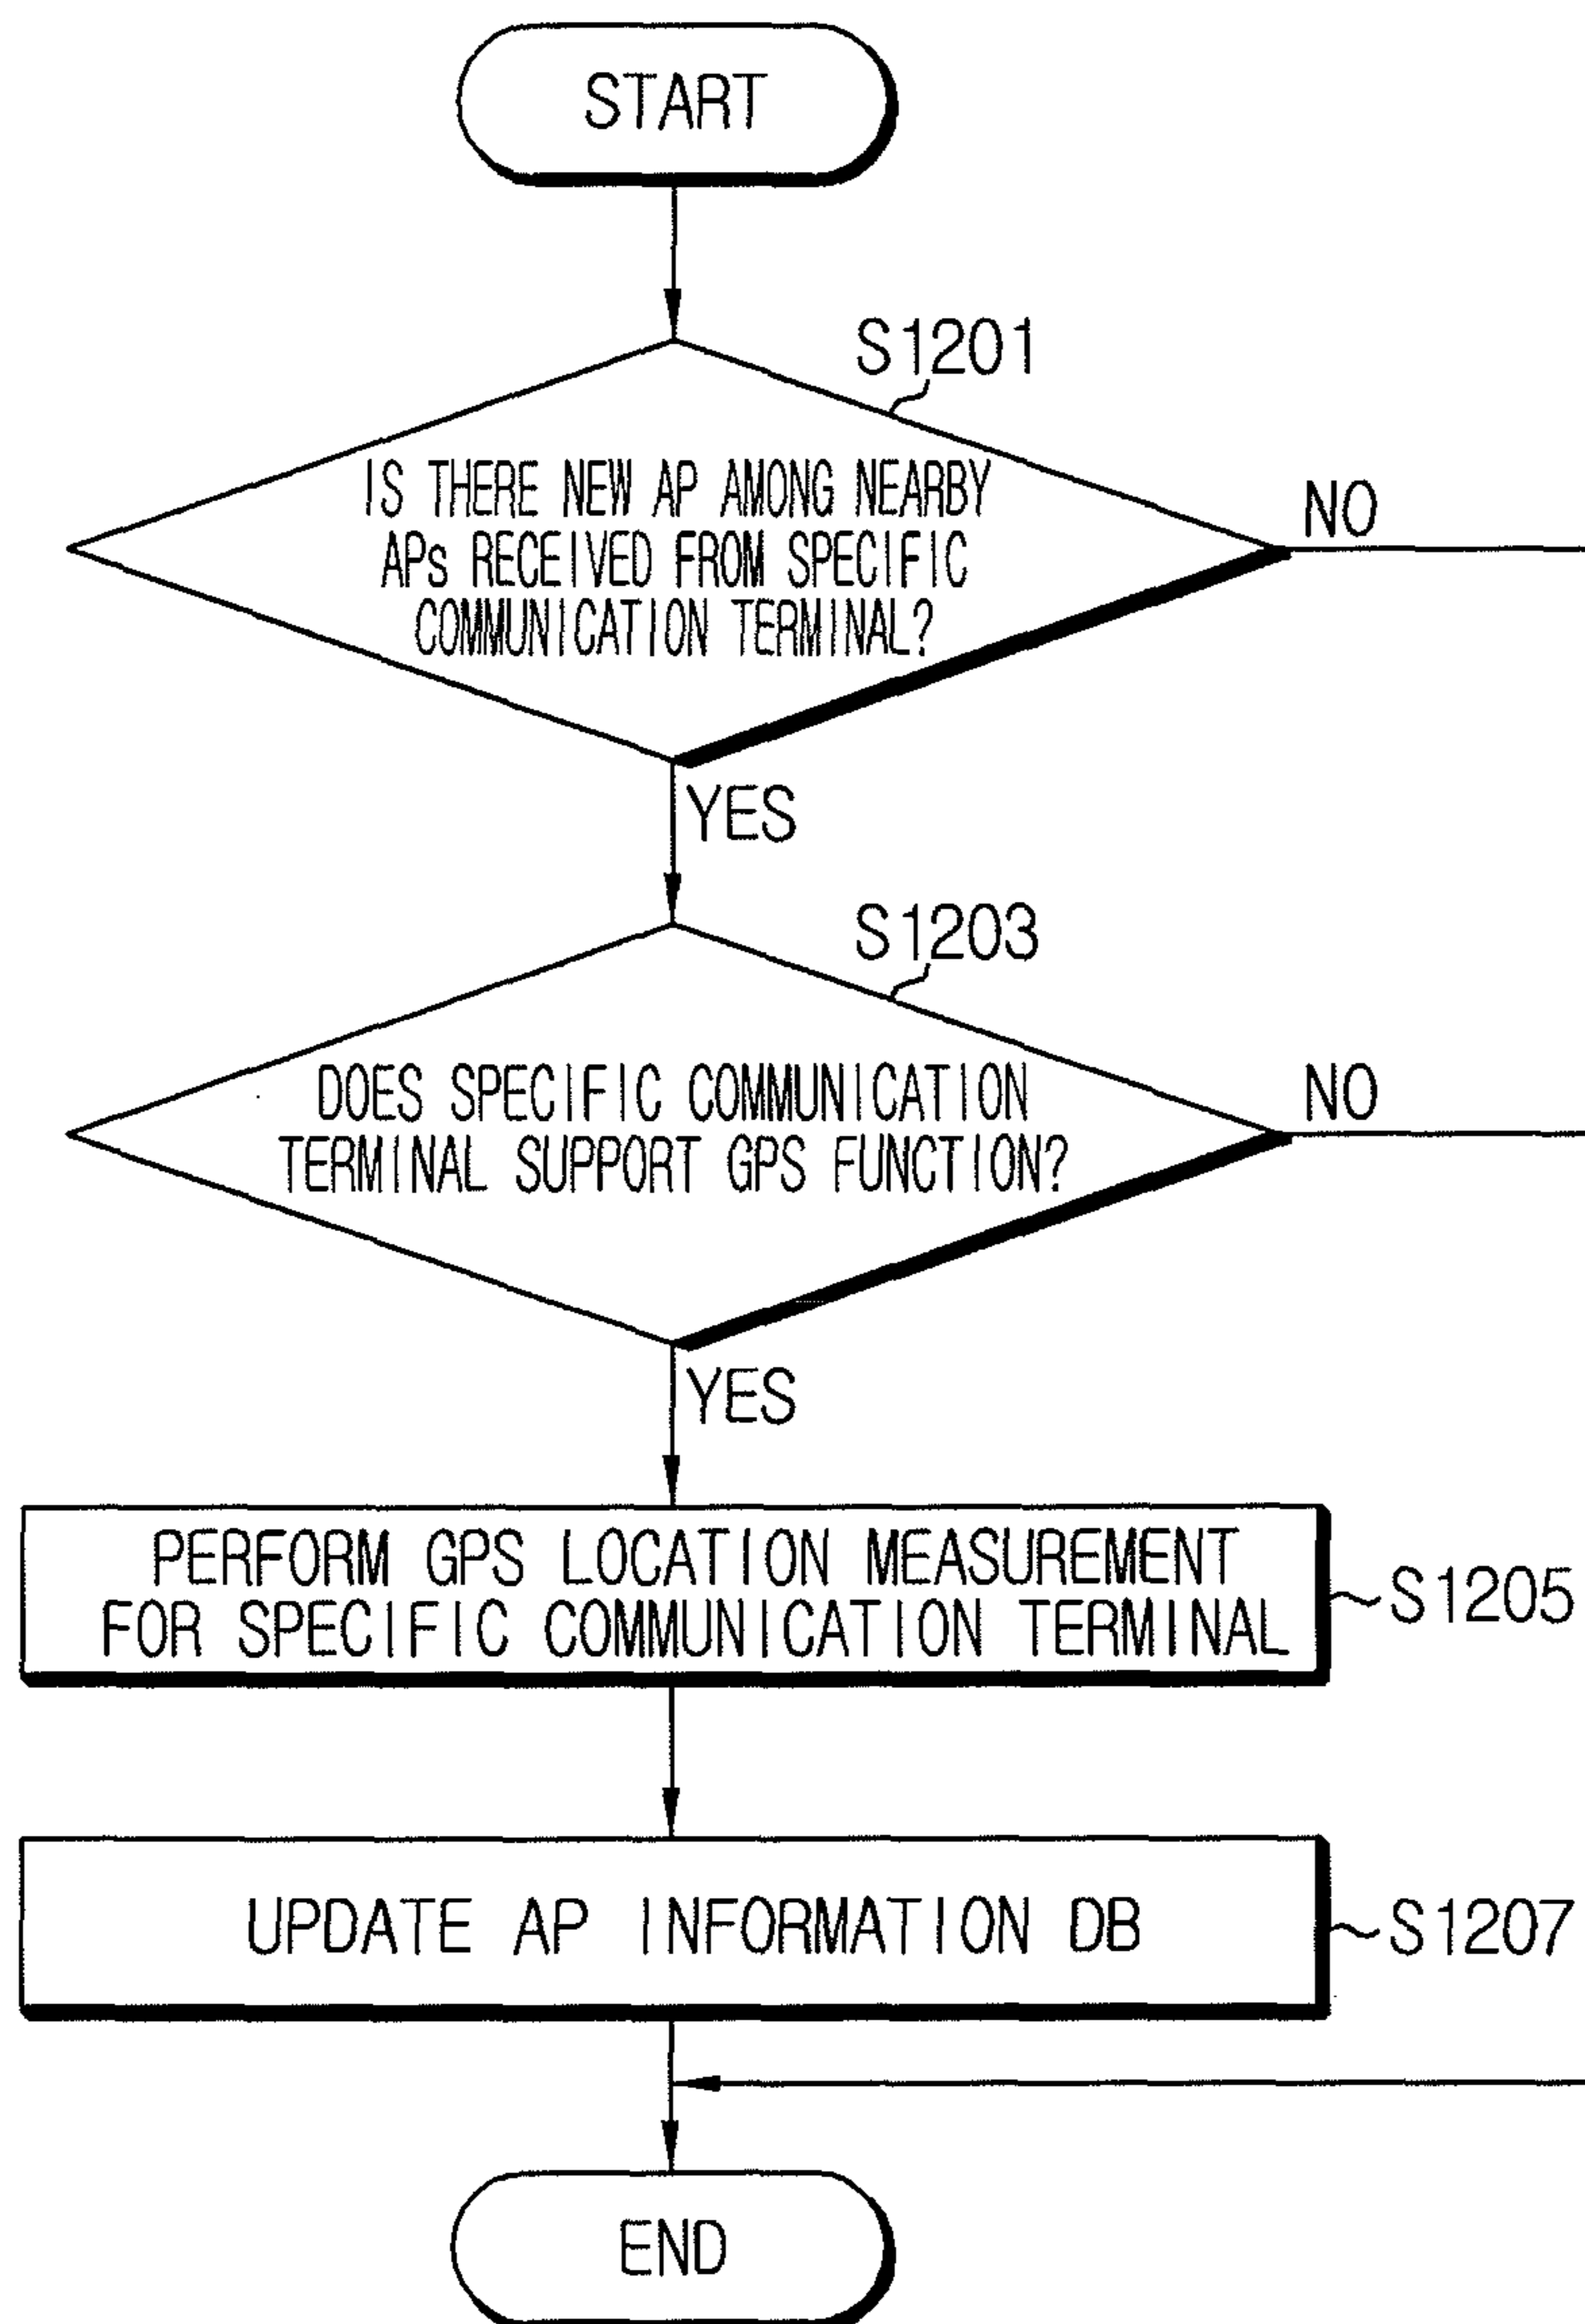 START
S1201
IS THERE NEW AP AMONG NEARBY
APs RECEIVED FROM SPECIFIC
COMMUNICATION TERMINAL?
NO
YES
S1203
DOES SPECIFIC COMMUNICATION
TERMINAL SUPPORT GPS FUNCTION?
NO
YES
PERFORM GPS LOCATION MEASUREMENT
FOR SPECIFIC COMMUNICATION TERMINAL
S1205
UPDATE AP INFORMATION DB
S1207
END